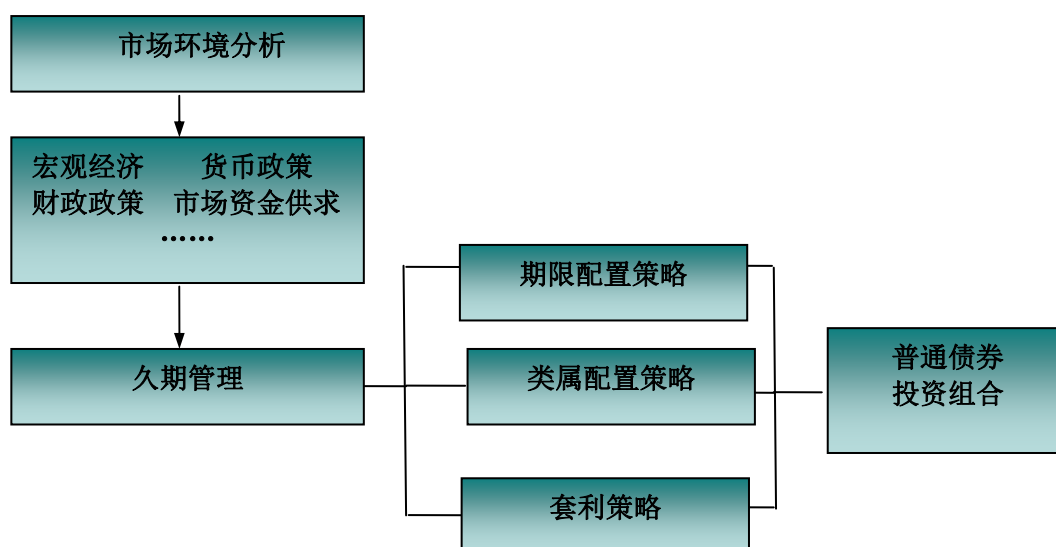 市场环境分析
宏观经济 货币政策
财政政策 市场资金供求
……
久期管理
期限配置策略
类属配置策略
套利策略
普通债券
投资组合